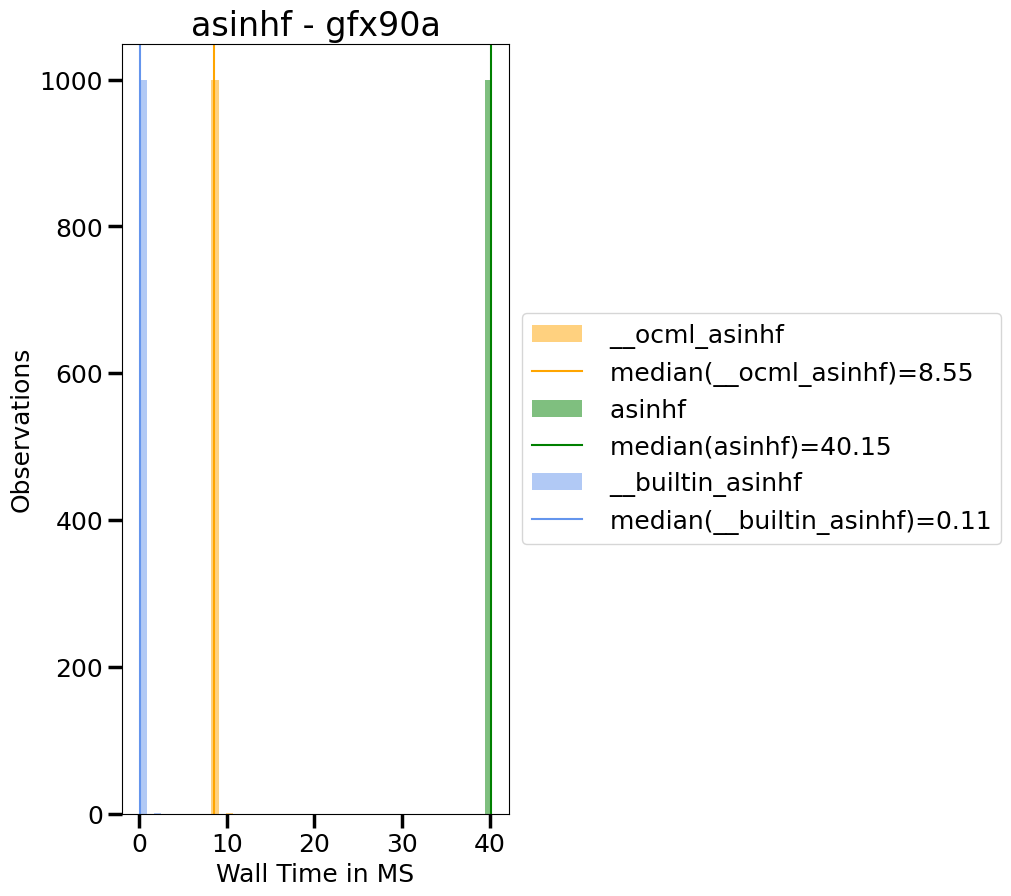 asinhf - gfx90a
1000
800
600
400
200
0
Observations
0 10 20 30 40
Wall Time in MS
__ocml_asinhf
median(__ocml_asinhf)=8.55
asinhf
median(asinhf)=40.15
__builtin_asinhf
median(__builtin_asinhf)=0.11